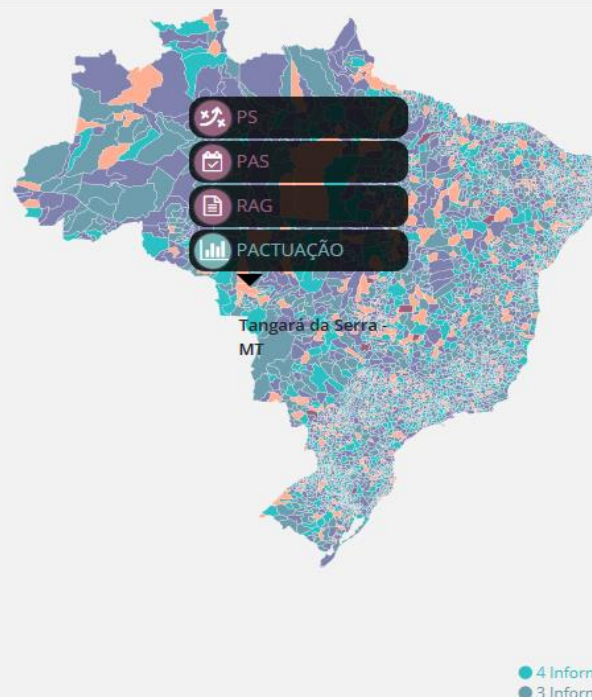 PS
PAS
RAG
PACTUAÇÃO
Tangará da Serra -
MT
4 Inform
3 Inform